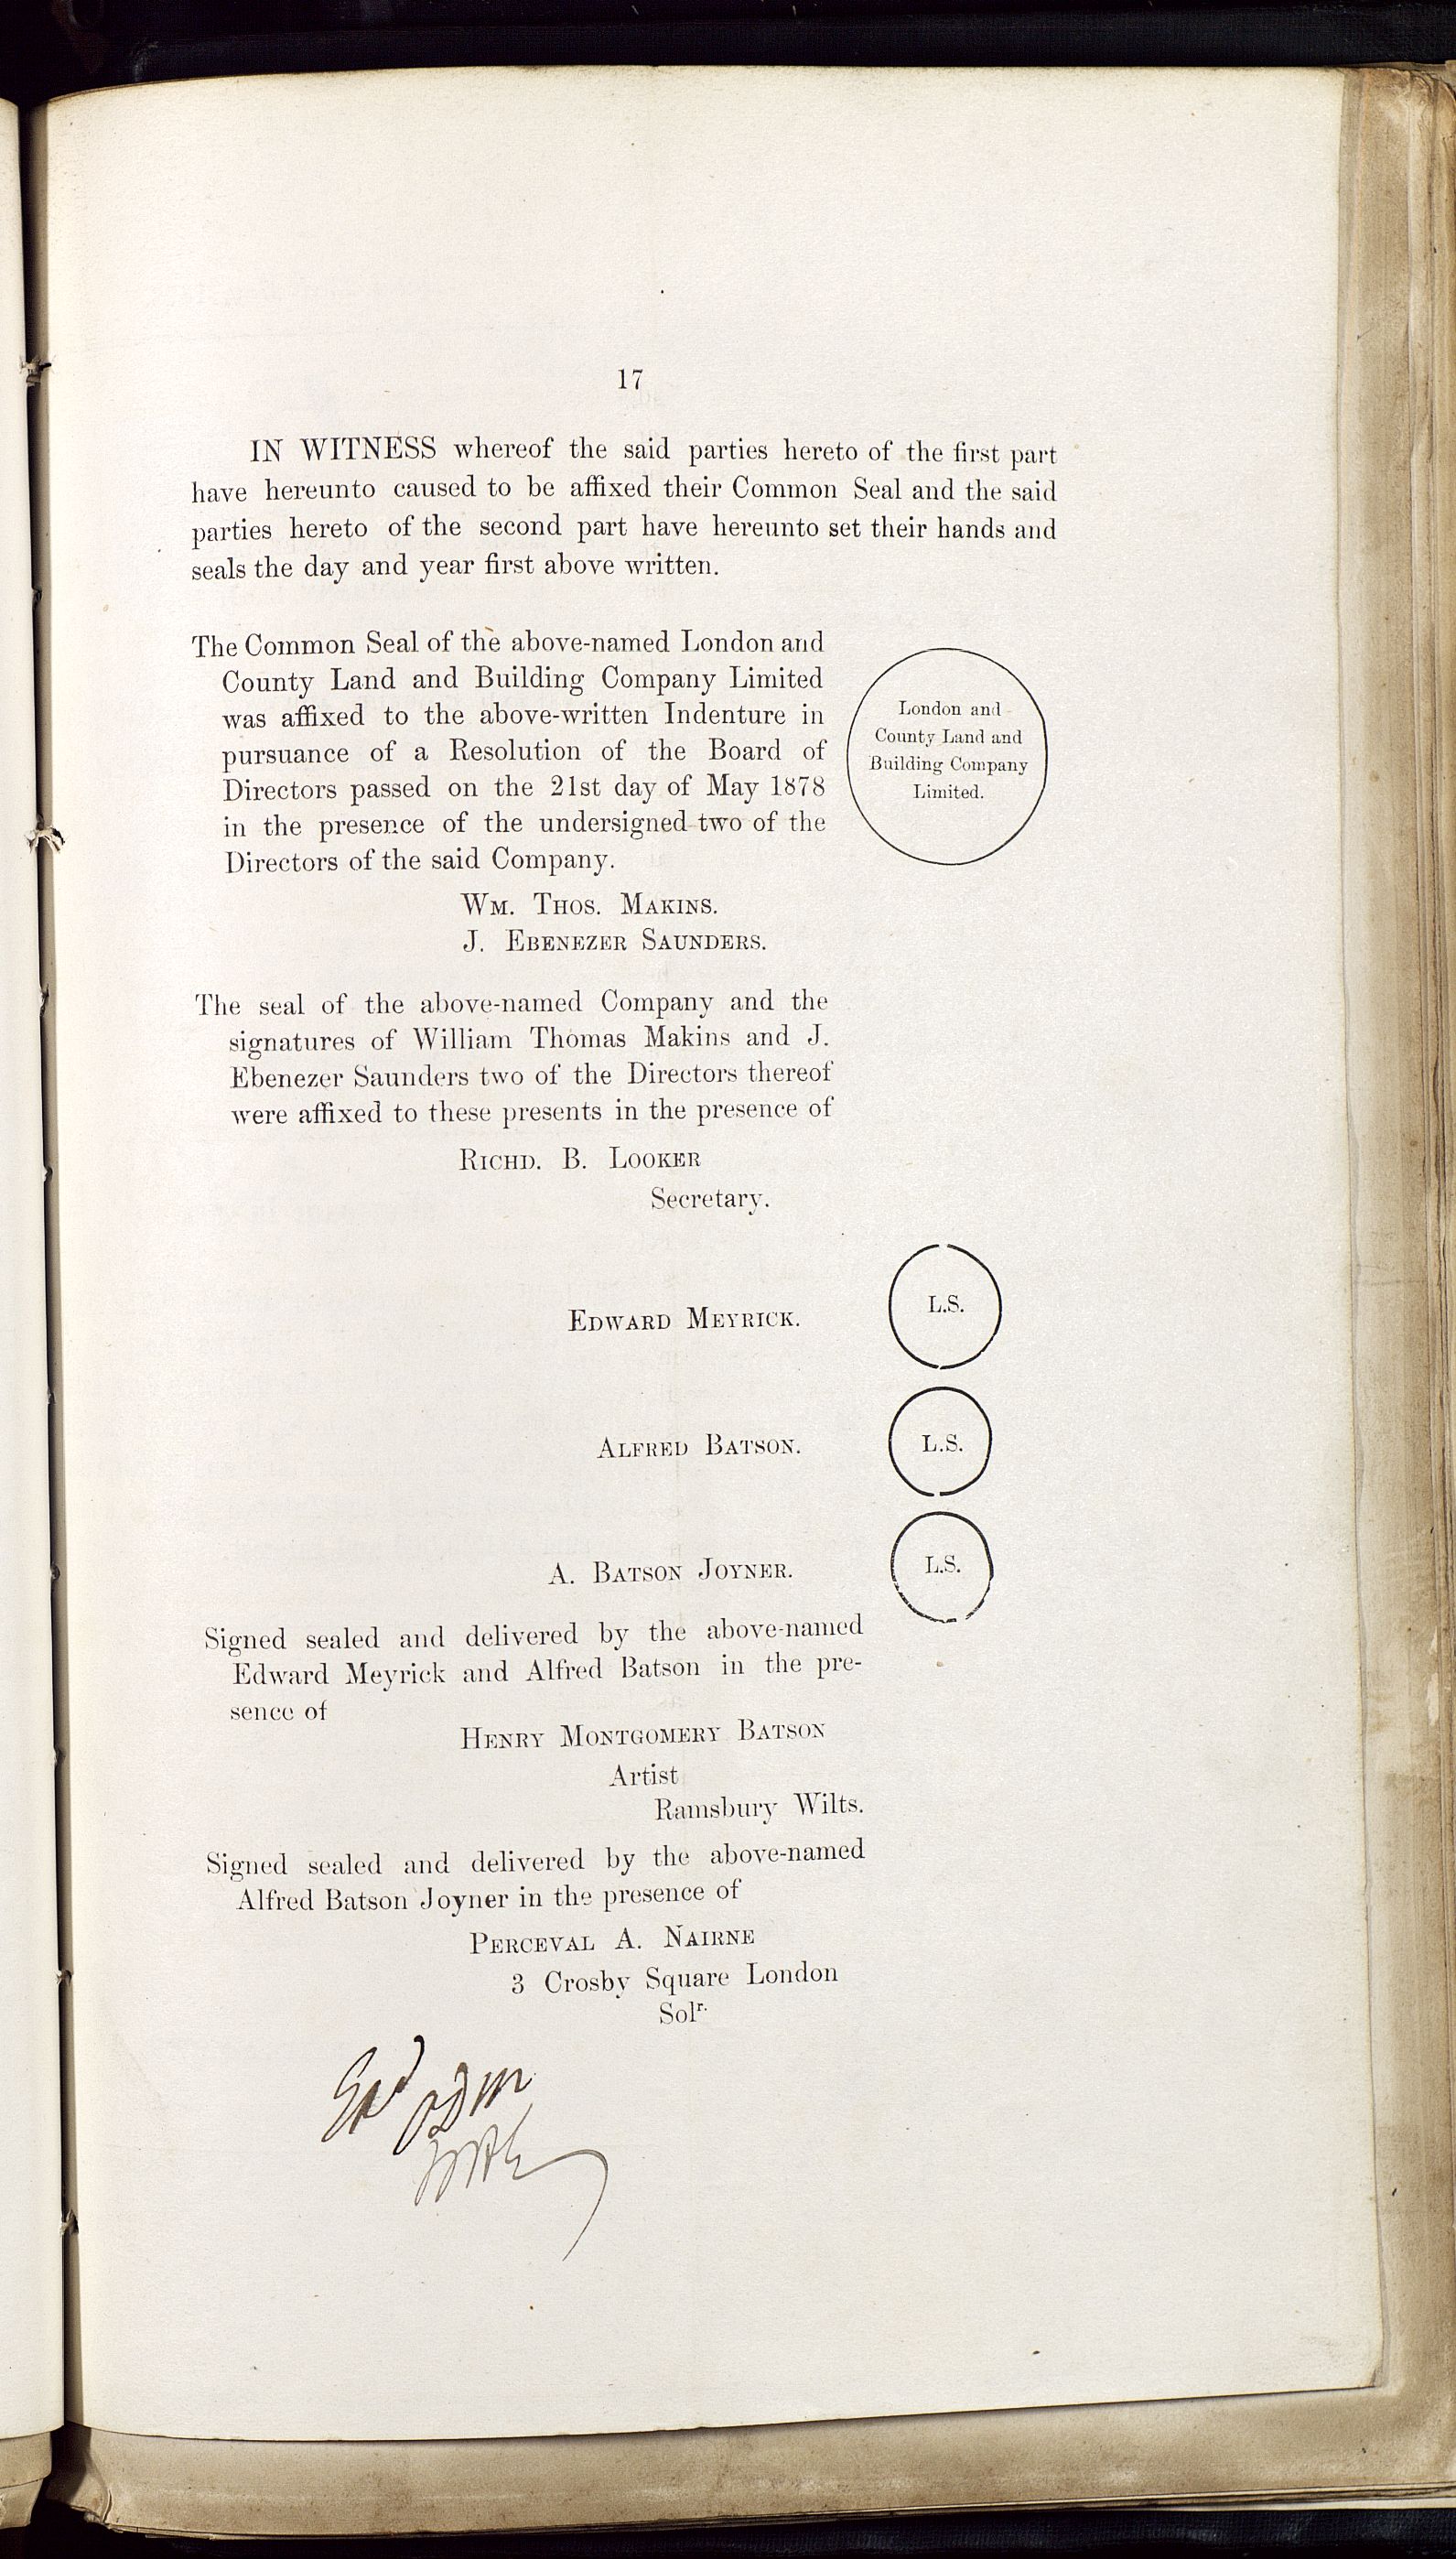 17
IN WITNESS whereof the said parties hereto of the first part
have hereunto caused to be affixed their Common Seal and the said
parties hereto of the second part have hereunto set their hands and
seals the day and year first above written.
The Common Seal of the above-named London and
County Land and Building Company Limited
was affixed to the above-written Indenture in
pursuance of a Resolution of the Board of
Directors passed on the 21st day of May 1878
in the presence of the undersigned two of the
Directors of the said Company.
London and
County Land and
Building Company
Limited.
WM. THOS. MAKINS.
J. EBENEZER SAUNDERS.
The seal of the above-named Company and the
signatures of William Thomas Makins and J.
Ebenezer Saunders two of the Directors thereof
were affixed to these presents in the presence of
RICHD. B. LOOKER
Secretary.
EDWARD MEYRICK. L.S.
ALFRED BATSON. L.S.
A. BATSON JOYNER. L.S.
Signed sealed and delivered by the above-named
Edward Meyrick and Alfred Batson in the pre-
sence of
HENRY MONTGOMERY BATSON
Artist
Ramsbury Wilts.
Signed sealed and delivered by the above-named
Alfred Batson Joyner in the presence of
PERCEVAL A. NAIRNE
3 Crosby Square London
Solr.